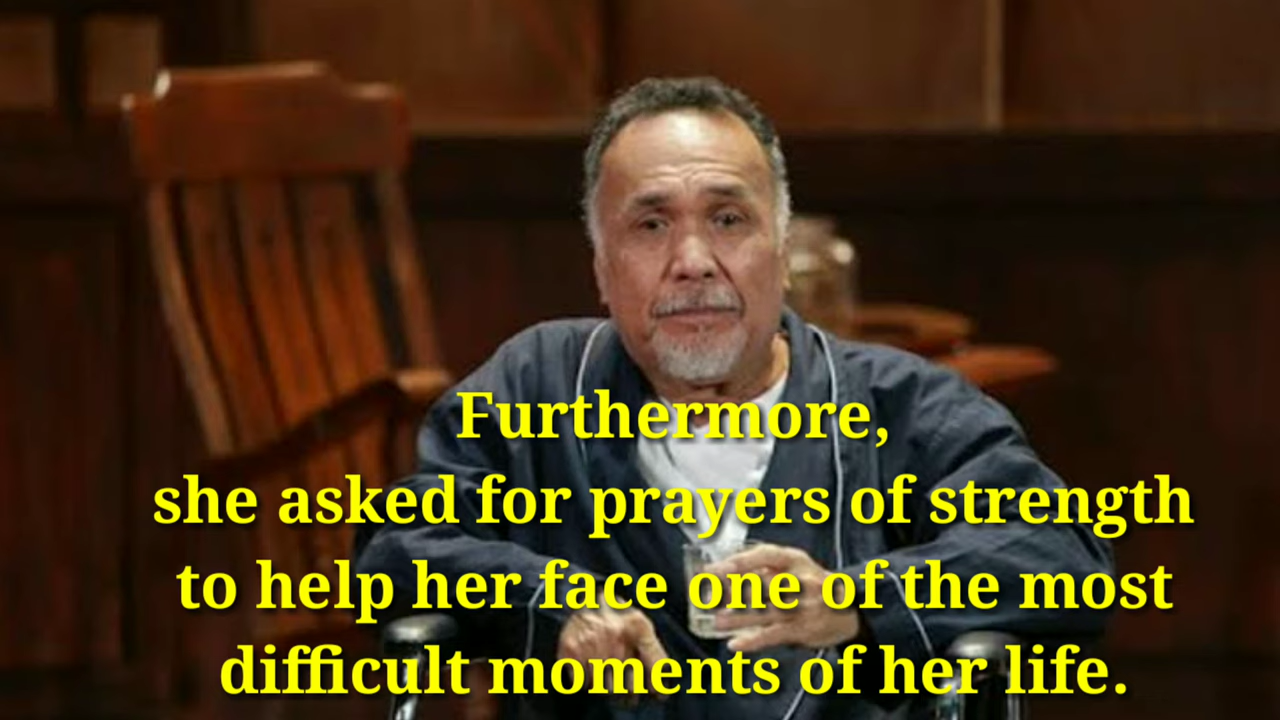 Furthermore,
she asked for prayers of strength
to help her face one of the most
difficult moments of her life.